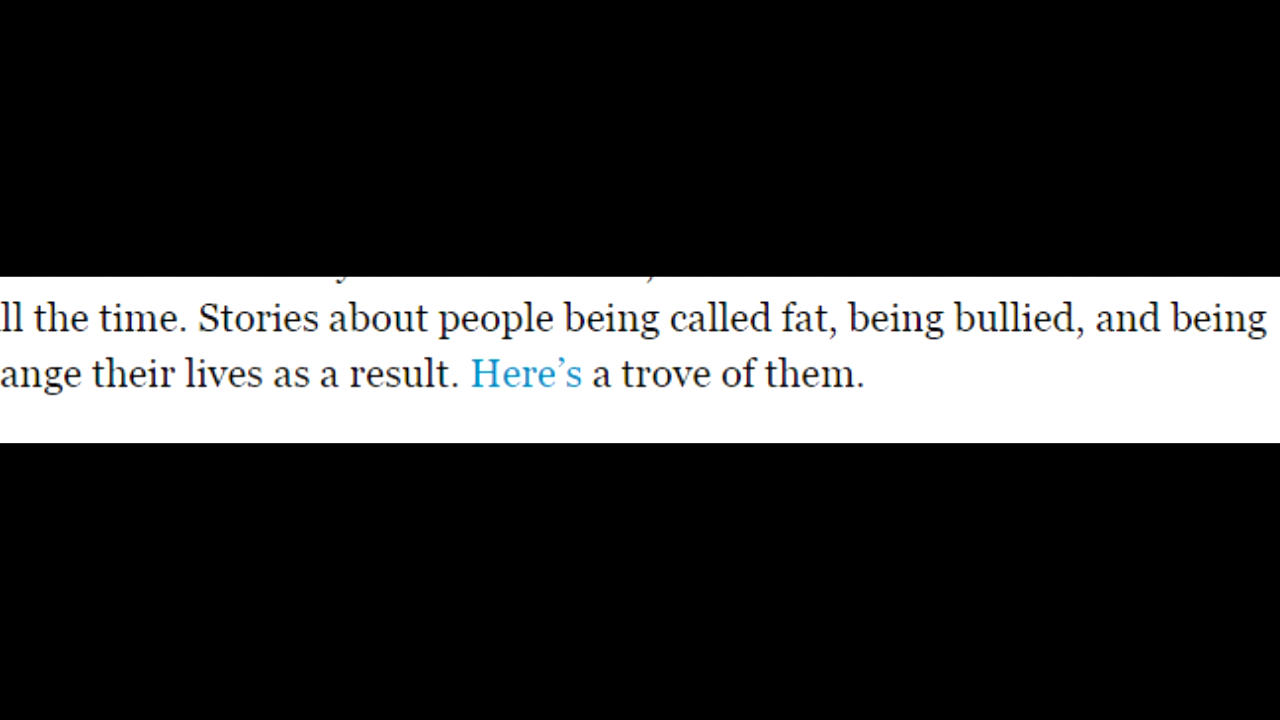 ll the time. Stories about people being called fat, being bullied, and being
ange their lives as a result. Here’s a trove of them.